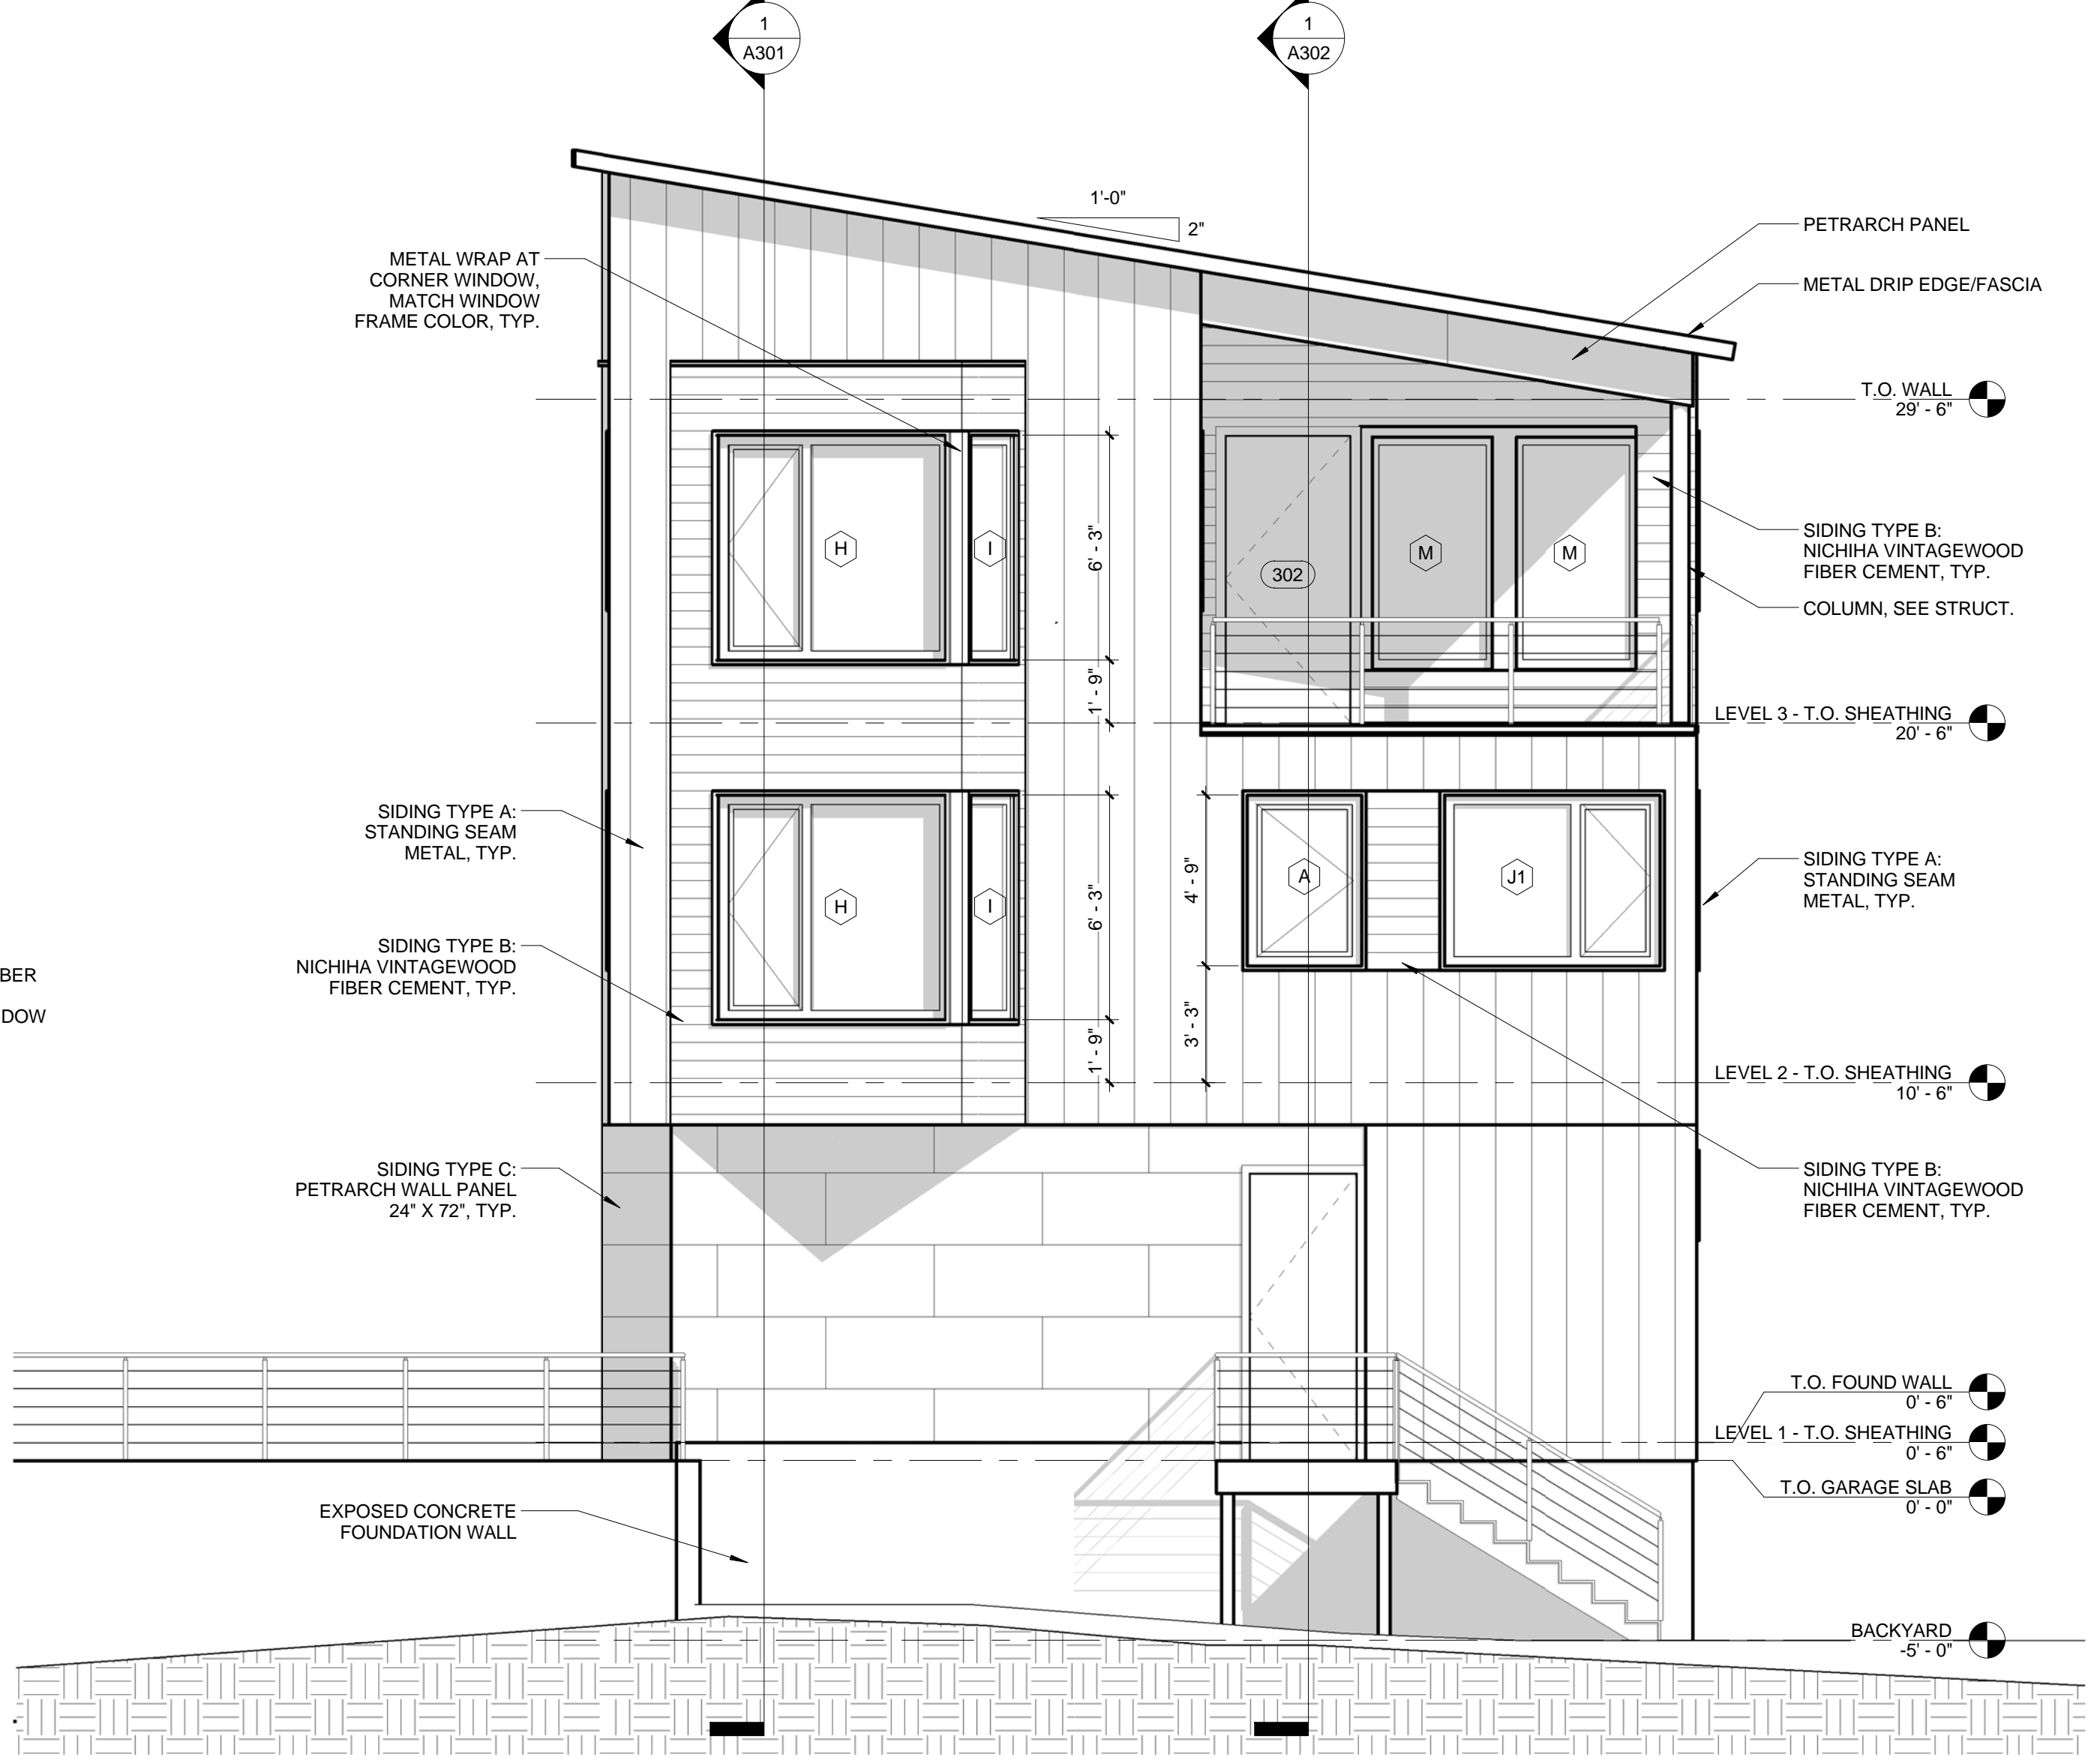 1
A301
1
A302
1'-0"
2"
PETRARCH PANEL
METAL DRIP EDGE/FASCIA
METAL WRAP AT
CORNER WINDOW,
MATCH WINDOW
FRAME COLOR, TYP.
T.O. WALL
29' - 6"
H
I
6' - 3"
302
M
M
SIDING TYPE B:
NICHIHA VINTAGEWOOD
FIBER CEMENT, TYP.
COLUMN, SEE STRUCT.
1' - 9"
LEVEL 3 - T.O. SHEATHING
20' - 6"
SIDING TYPE A:
STANDING SEAM
METAL, TYP.
H
I
6' - 3"
4' - 9"
A
J1
SIDING TYPE A:
STANDING SEAM
METAL, TYP.
SIDING TYPE B:
NICHIHA VINTAGEWOOD
FIBER CEMENT, TYP.
BER
DOW
1' - 9"
3' - 3"
LEVEL 2 - T.O. SHEATHING
10' - 6"
SIDING TYPE C:
PETRARCH WALL PANEL
24" X 72", TYP.
SIDING TYPE B:
NICHIHA VINTAGEWOOD
FIBER CEMENT, TYP.
T.O. FOUND WALL
0' - 6"
LEVEL 1 - T.O. SHEATHING
0' - 6"
T.O. GARAGE SLAB
0' - 0"
EXPOSED CONCRETE
FOUNDATION WALL
BACKYARD
-5' - 0"